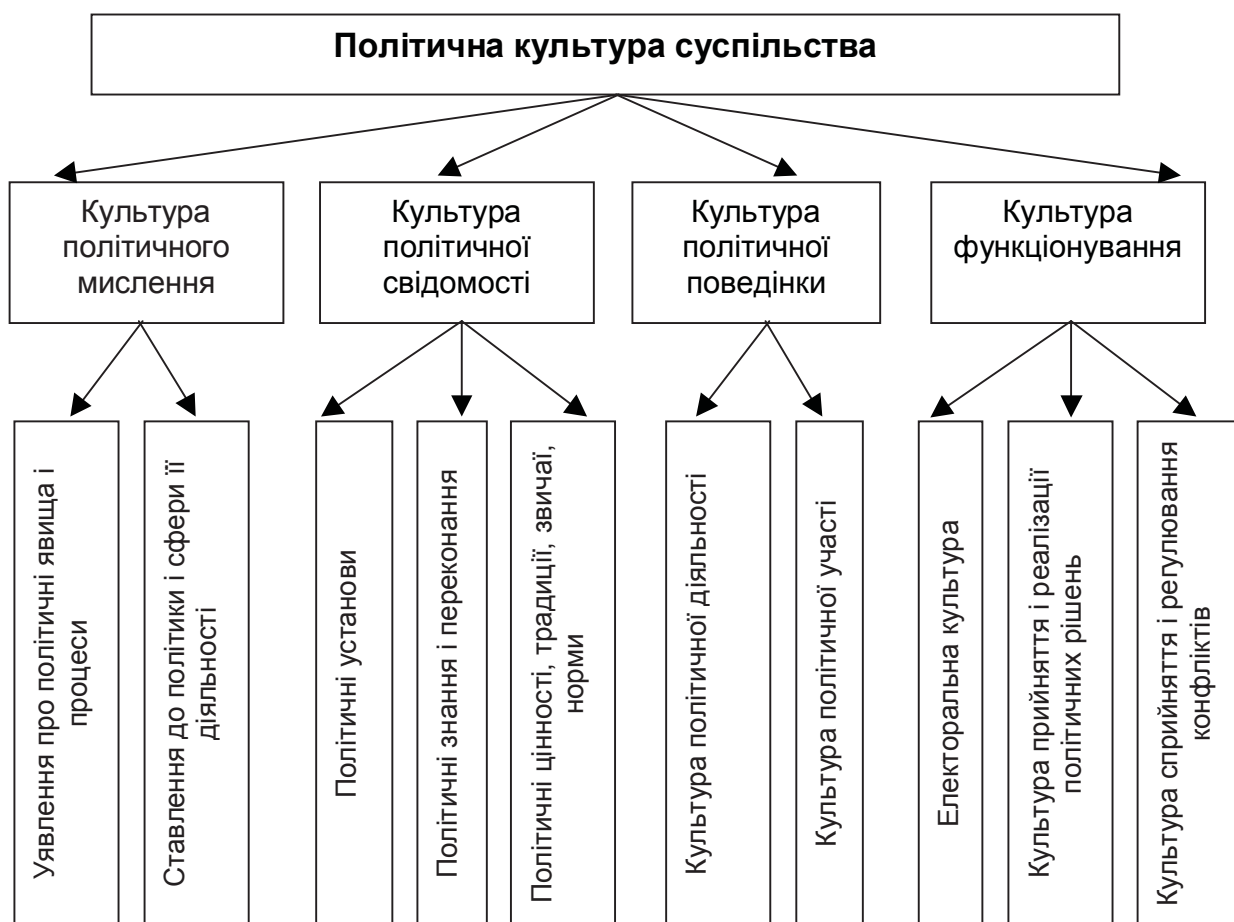 Політична культура суспільства
Культура
політичного
мислення
Культура
політичної
свідомості
Культура
політичної
поведінки
Культура
функціонування
Уявлення про політичні явища і
процеси
Ставлення до політики і сфери її
діяльності
Політичні установи
Політичні знання і переконання
Політичні цінності, традиції, звичаї,
норми
Культура політичної діяльності
Культура політичної участі
Електоральна культура
Культура прийняття і реалізації
політичних рішень
Культура сприйняття і регулювання
конфліктів